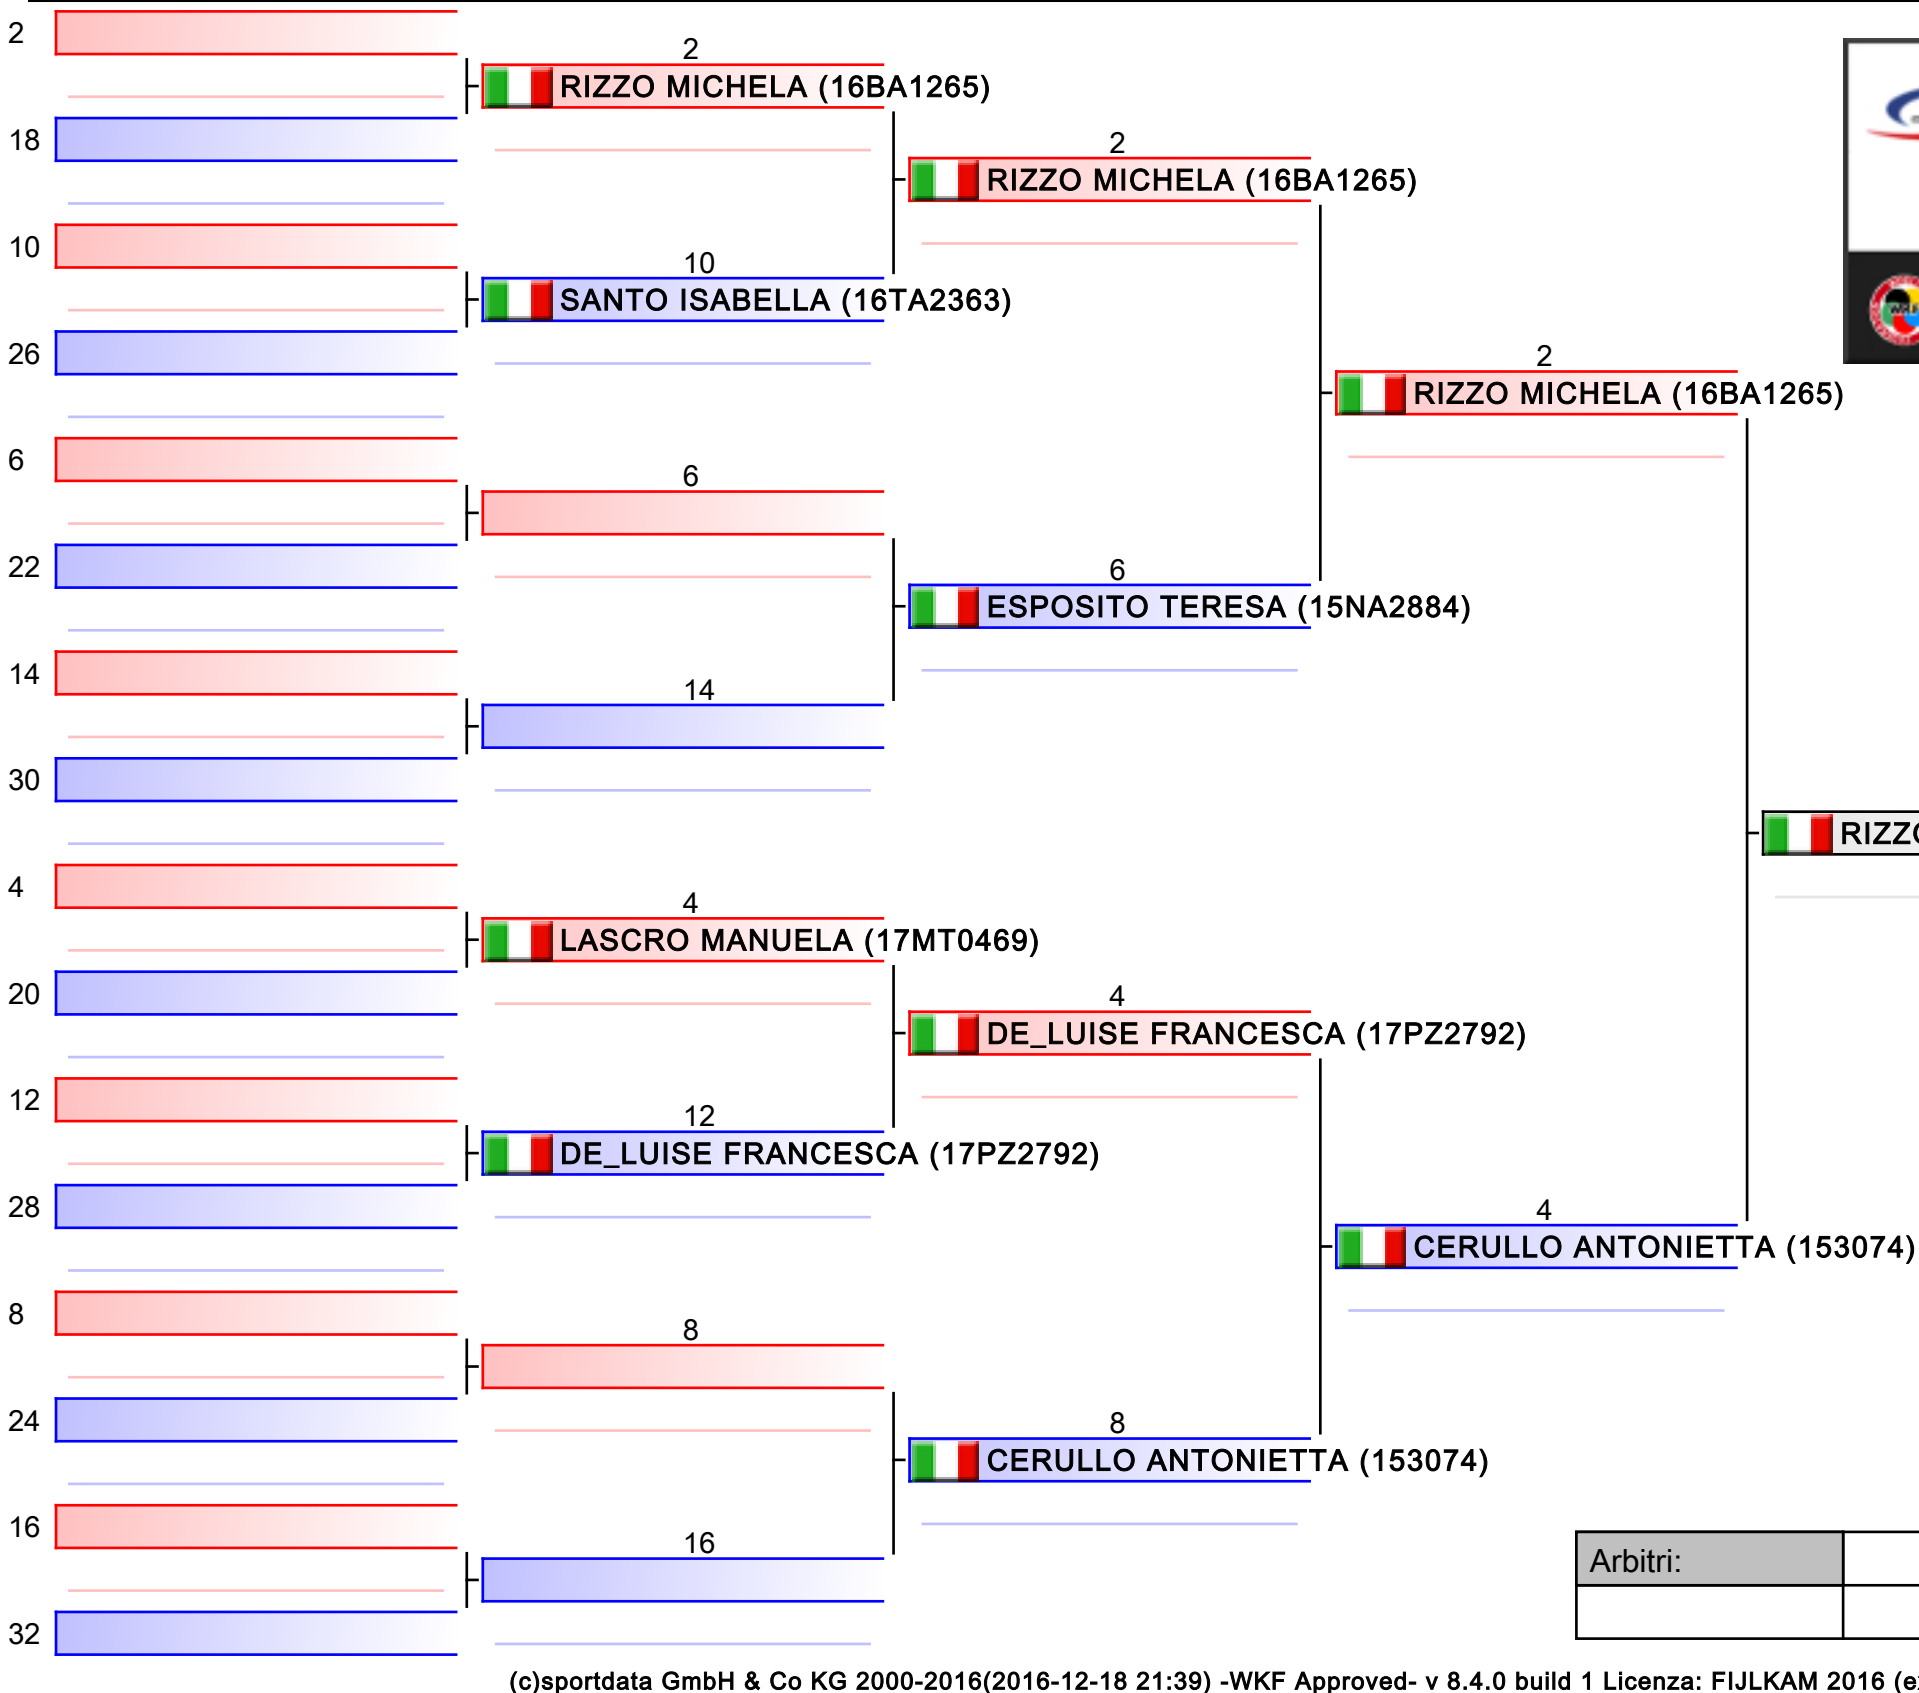 2
2
RIZZO MICHELA (16BA1265)
18
2
RIZZO MICHELA (16BA1265)
10
10
SANTO ISABELLA (16TA2363)
26
2
RIZZO MICHELA (16BA1265)
6
6
22
6
ESPOSITO TERESA (15NA2884)
14
14
30
RIZZO
4
4
LASCRO MANUELA (17MT0469)
20
4
DE_LUISE FRANCESCA (17PZ2792)
12
12
DE_LUISE FRANCESCA (17PZ2792)
28
4
CERULLO ANTONIETTA (153074)
8
8
24
8
CERULLO ANTONIETTA (153074)
16
16
Arbitri:
32
(c)sportdata GmbH & Co KG 2000-2016(2016-12-18 21:39) -WKF Approved- v 8.4.0 build 1 Licenza: FIJLKAM 2016